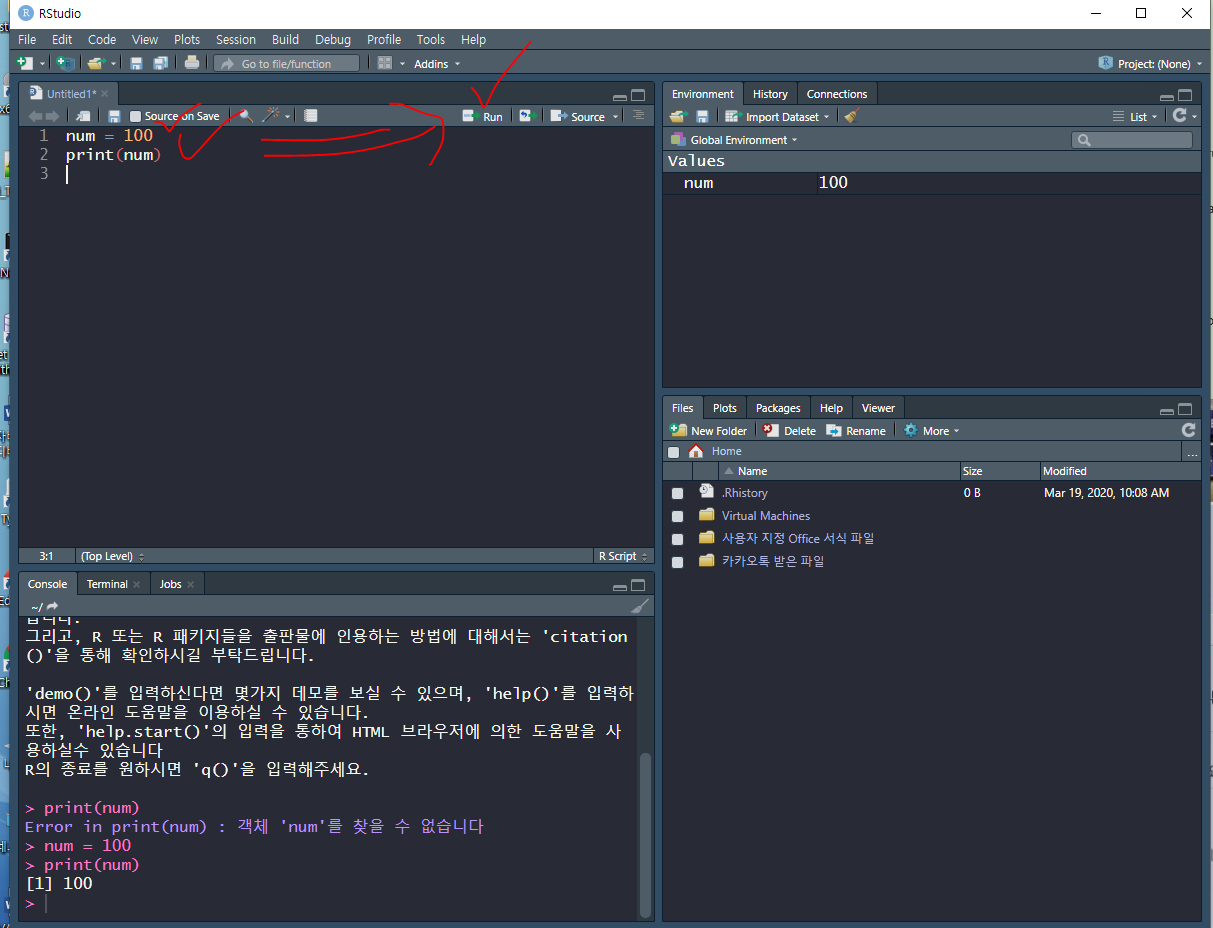 RStudio
File Edit Code View Plots Session Build Debug Profile Tools Help
Go to file/function Addins Project: (None)
Untitled1*
Source on Save Run Source
1 num = 100
2 print(num)
3
3:1 (Top Level) R Script
Console Terminal Jobs
~/
습니다.
그리고, R 또는 R 패키지들을 출판물에 인용하는 방법에 대해서는 'citation
()'을 통해 확인하시길 부탁드립니다.
'demo()'를 입력하신다면 몇가지 데모를 보실 수 있으며, 'help()'를 입력하
시면 온라인 도움말을 이용하실 수 있습니다.
또한, 'help.start()'의 입력을 통하여 HTML 브라우저에 의한 도움말을 사
용하실수 있습니다
R의 종료를 원하시면 'q()'을 입력해주세요.
> print(num)
Error in print(num) : 객체 'num'를 찾을 수 없습니다
> num = 100
> print(num)
[1] 100
>
Environment History Connections
Import Dataset List
Global Environment
Values
num 100
Files Plots Packages Help Viewer
New Folder Delete Rename More
Home ...
Name Size Modified
.Rhistory 0 B Mar 19, 2020, 10:08 AM
Virtual Machines
사용자 지정 Office 서식 파일
카카오톡 받은 파일